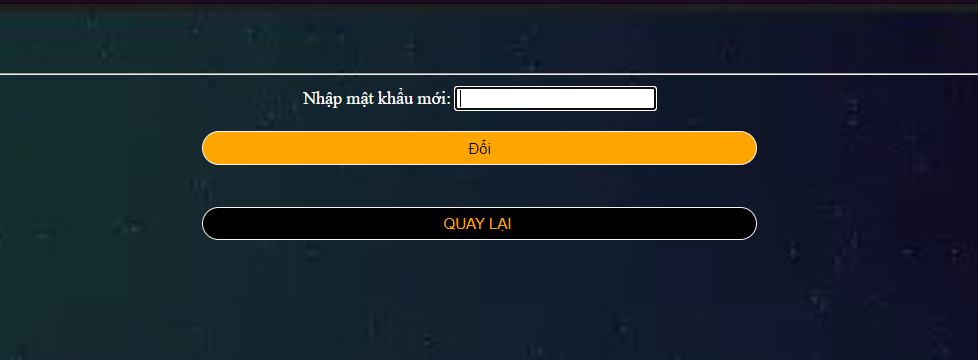 Nhập mật khẩu mới:
Đổi
QUAY LẠI